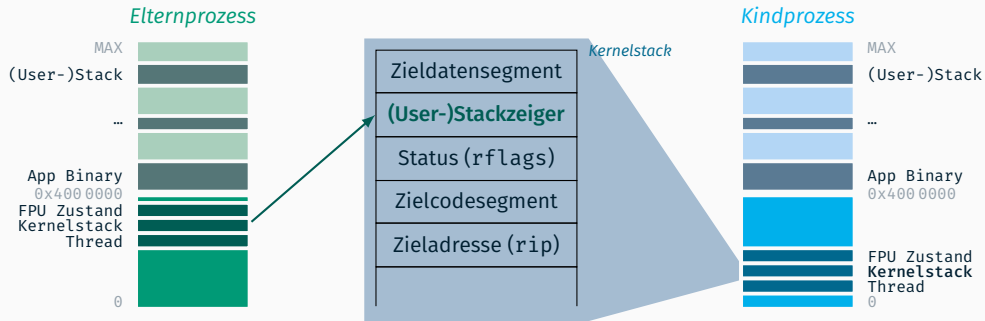 Elternprozess
MAX
(User-)Stack
…
App Binary
0x400 0000
FPU Zustand
Kernelstack
Thread
0
Kernelstack
Zieldatensegment
(User-)Stackzeiger
Status (rflags)
Zielcodesegment
Zieladresse (rip)
Kindprozess
MAX
(User-)Stack
…
App Binary
0x400 0000
FPU Zustand
Kernelstack
Thread
0